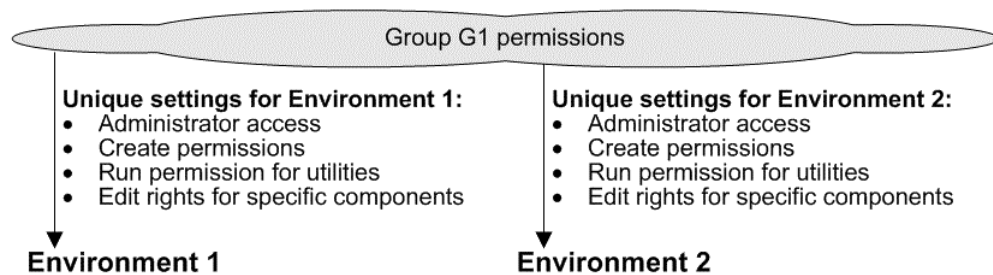 Group G1 permissions
Unique settings for Environment 1:
• Administrator access
• Create permissions
• Run permission for utilities
• Edit rights for specific components
Environment 1
Unique settings for Environment 2:
• Administrator access
• Create permissions
• Run permission for utilities
• Edit rights for specific components
Environment 2